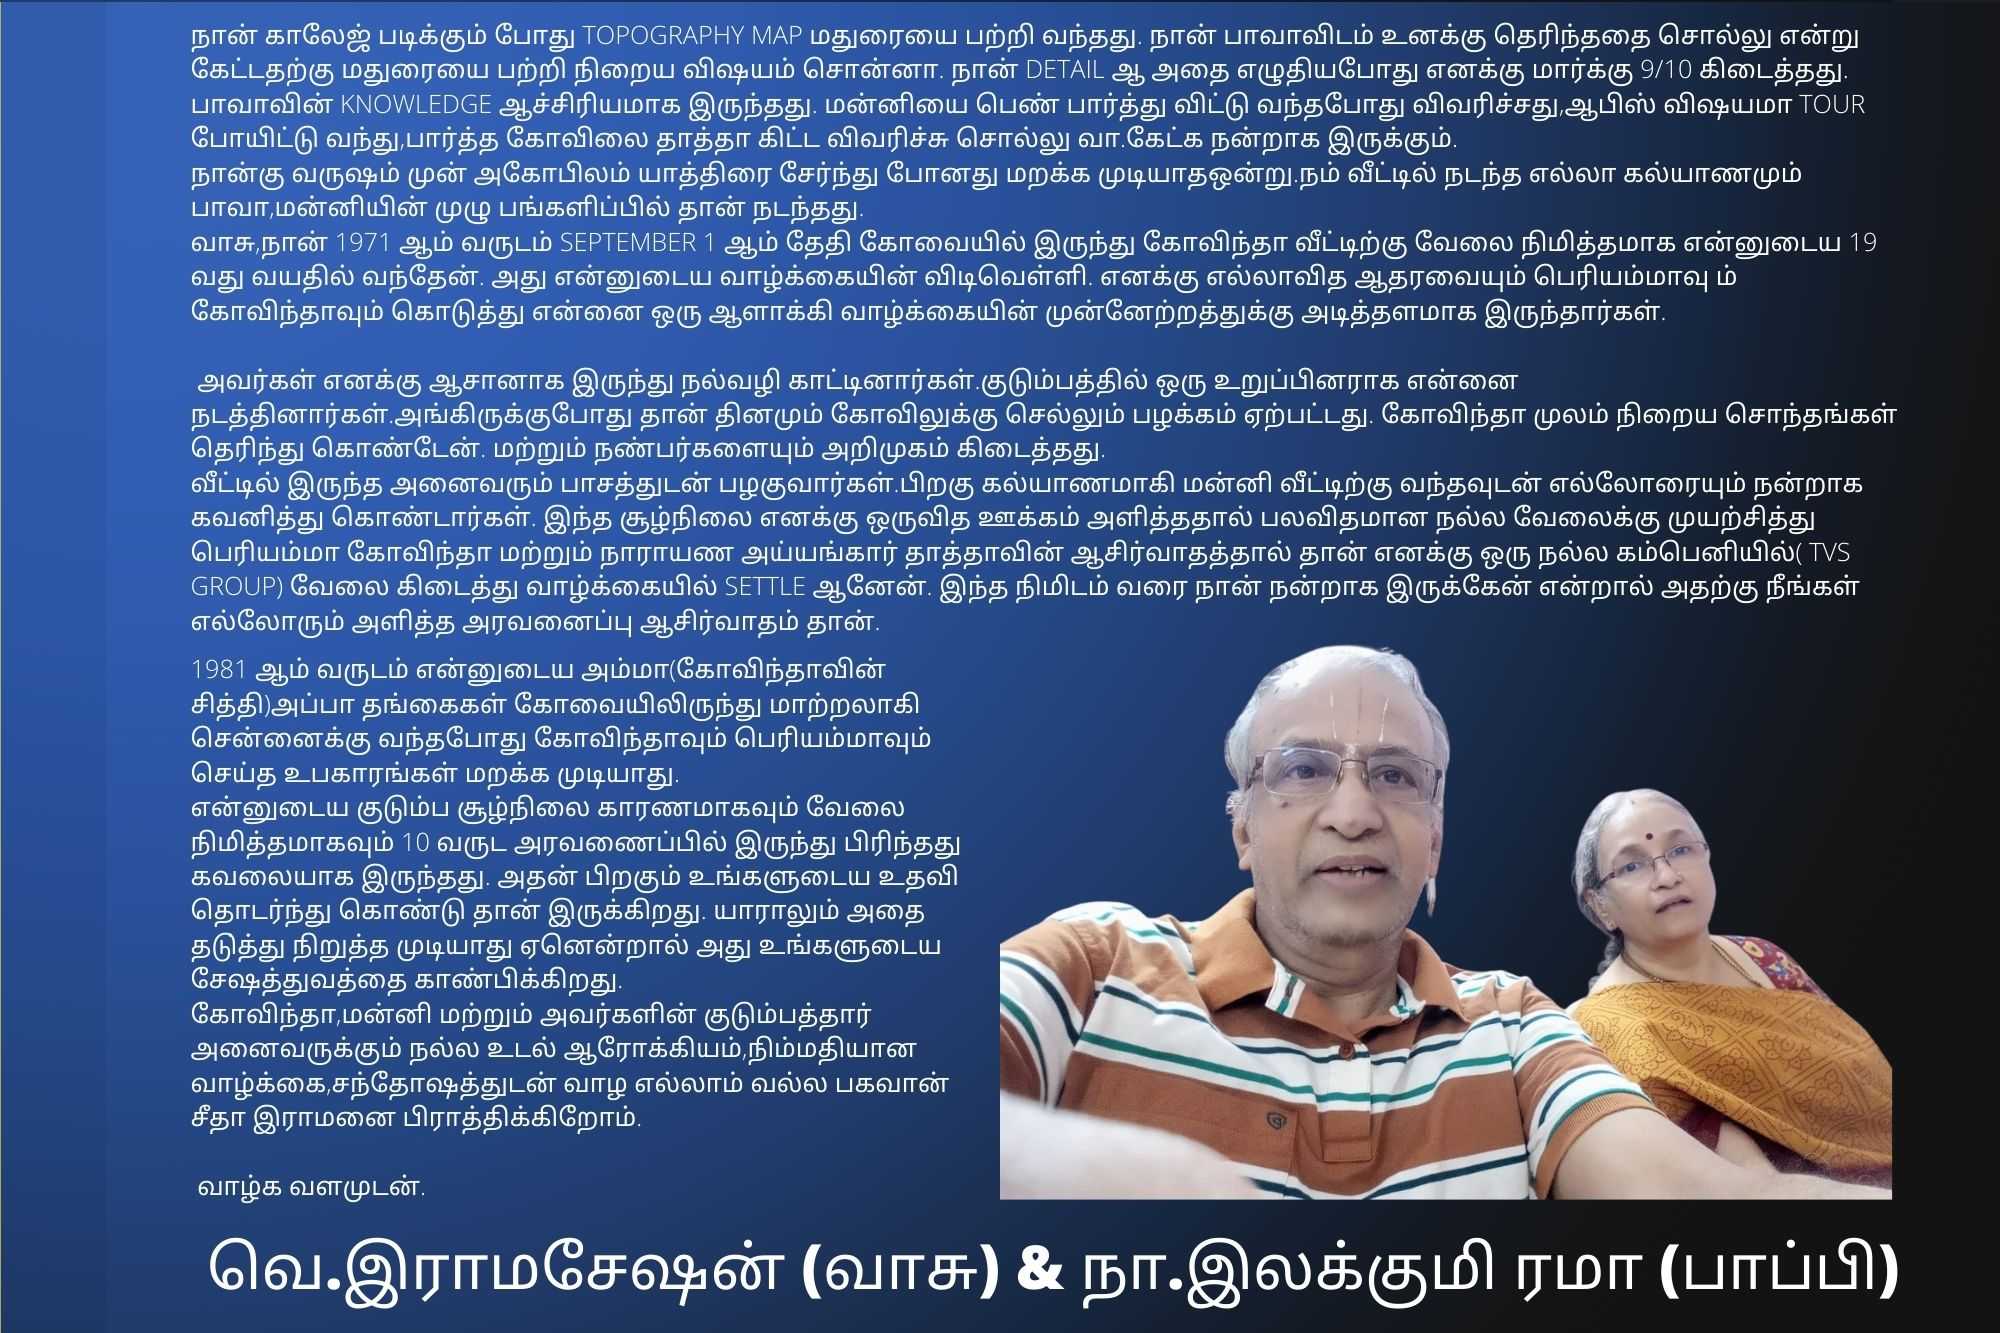 நான் காலேஜ் படிக்கும் போது TOPOGRAPHY MAP மதுரையை பற்றி வந்தது. நான் பாவாவிடம் உனக்கு தெரிந்ததை சொல்லு என்று
கேட்டதற்கு மதுரையை பற்றி நிறைய விஷயம் சொன்னா. நான் DETAIL ஆ அதை எழுதியபோது எனக்கு மார்க்கு 9/10 கிடைத்தது.
பாவாவின் KNOWLEDGE ஆச்சிரியமாக இருந்தது. மன்னியை பெண் பார்த்து விட்டு வந்தபோது விவரிச்சது,ஆபிஸ் விஷயமா TOUR
போயிட்டு வந்து,பார்த்த கோவிலை தாத்தா கிட்ட விவரிச்சு சொல்லு வா.கேட்க நன்றாக இருக்கும்.
நான்கு வருஷம் முன் அகோபிலம் யாத்திரை சேர்ந்து போனது மறக்க முடியாதஒன்று.நம் வீட்டில் நடந்த எல்லா கல்யாணமும்
பாவா,மன்னியின் முழு பங்களிப்பில் தான் நடந்தது.
வாசு,நான் 1971 ஆம் வருடம் SEPTEMBER 1 ஆம் தேதி கோவையில் இருந்து கோவிந்தா வீட்டிற்கு வேலை நிமித்தமாக என்னுடைய 19
வது வயதில் வந்தேன். அது என்னுடைய வாழ்க்கையின் விடிவெள்ளி. எனக்கு எல்லாவித ஆதரவையும் பெரியம்மாவு ம்
கோவிந்தாவும் கொடுத்து என்னை ஒரு ஆளாக்கி வாழ்க்கையின் முன்னேற்றத்துக்கு அடித்தளமாக இருந்தார்கள்.
அவர்கள் எனக்கு ஆசானாக இருந்து நல்வழி காட்டினார்கள்.குடும்பத்தில் ஒரு உறுப்பினராக என்னை
நடத்தினார்கள்.அங்கிருக்குபோது தான் தினமும் கோவிலுக்கு செல்லும் பழக்கம் ஏற்பட்டது. கோவிந்தா முலம் நிறைய சொந்தங்கள்
தெரிந்து கொண்டேன். மற்றும் நண்பர்களையும் அறிமுகம் கிடைத்தது.
வீட்டில் இருந்த அனைவரும் பாசத்துடன் பழகுவார்கள்.பிறகு கல்யாணமாகி மன்னி வீட்டிற்கு வந்தவுடன் எல்லோரையும் நன்றாக
கவனித்து கொண்டார்கள். இந்த சூழ்நிலை எனக்கு ஒருவித ஊக்கம் அளித்ததால் பலவிதமான நல்ல வேலைக்கு முயற்சித்து
பெரியம்மா கோவிந்தா மற்றும் நாராயண அய்யங்கார் தாத்தாவின் ஆசிர்வாதத்தால் தான் எனக்கு ஒரு நல்ல கம்பெனியில்( TVS
GROUP) வேலை கிடைத்து வாழ்க்கையில் SETTLE ஆனேன். இந்த நிமிடம் வரை நான் நன்றாக இருக்கேன் என்றால் அதற்கு நீங்கள்
எல்லோரும் அளித்த அரவனைப்பு ஆசிர்வாதம் தான்.
1981 ஆம் வருடம் என்னுடைய அம்மா(கோவிந்தாவின்
சித்தி)அப்பா தங்கைகள் கோவையிலிருந்து மாற்றலாகி
சென்னைக்கு வந்தபோது கோவிந்தாவும் பெரியம்மாவும்
செய்த உபகாரங்கள் மறக்க முடியாது.
என்னுடைய குடும்ப சூழ்நிலை காரணமாகவும் வேலை
நிமித்தமாகவும் 10 வருட அரவணைப்பில் இருந்து பிரிந்தது
கவலையாக இருந்தது. அதன் பிறகும் உங்களுடைய உதவி
தொடர்ந்து கொண்டு தான் இருக்கிறது. யாராலும் அதை
தடுத்து நிறுத்த முடியாது ஏனென்றால் அது உங்களுடைய
சேஷத்துவத்தை காண்பிக்கிறது.
கோவிந்தா,மன்னி மற்றும் அவர்களின் குடும்பத்தார்
அனைவருக்கும் நல்ல உடல் ஆரோக்கியம்,நிம்மதியான
வாழ்க்கை,சந்தோஷத்துடன் வாழ எல்லாம் வல்ல பகவான்
சீதா இராமனை பிராத்திக்கிறோம்.
வாழ்க வளமுடன்.
வெ.இராமசேஷன் (வாசு) & நா.இலக்குமி ரமா (பாப்பி)